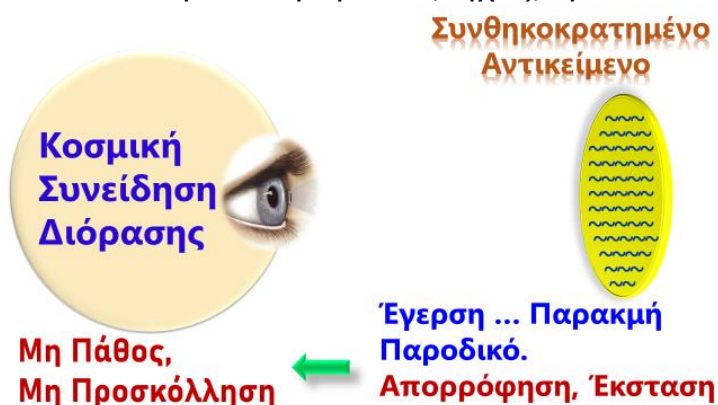 Συνθηκοκρατημένο
Αντικείμενο
Κοσμική
Συνείδηση
Διόρασης
Έγερση ... Παρακμή
Παροδικό.
Απορρόφηση, Έκσταση
Μη Πάθος,
Μη Προσκόλληση